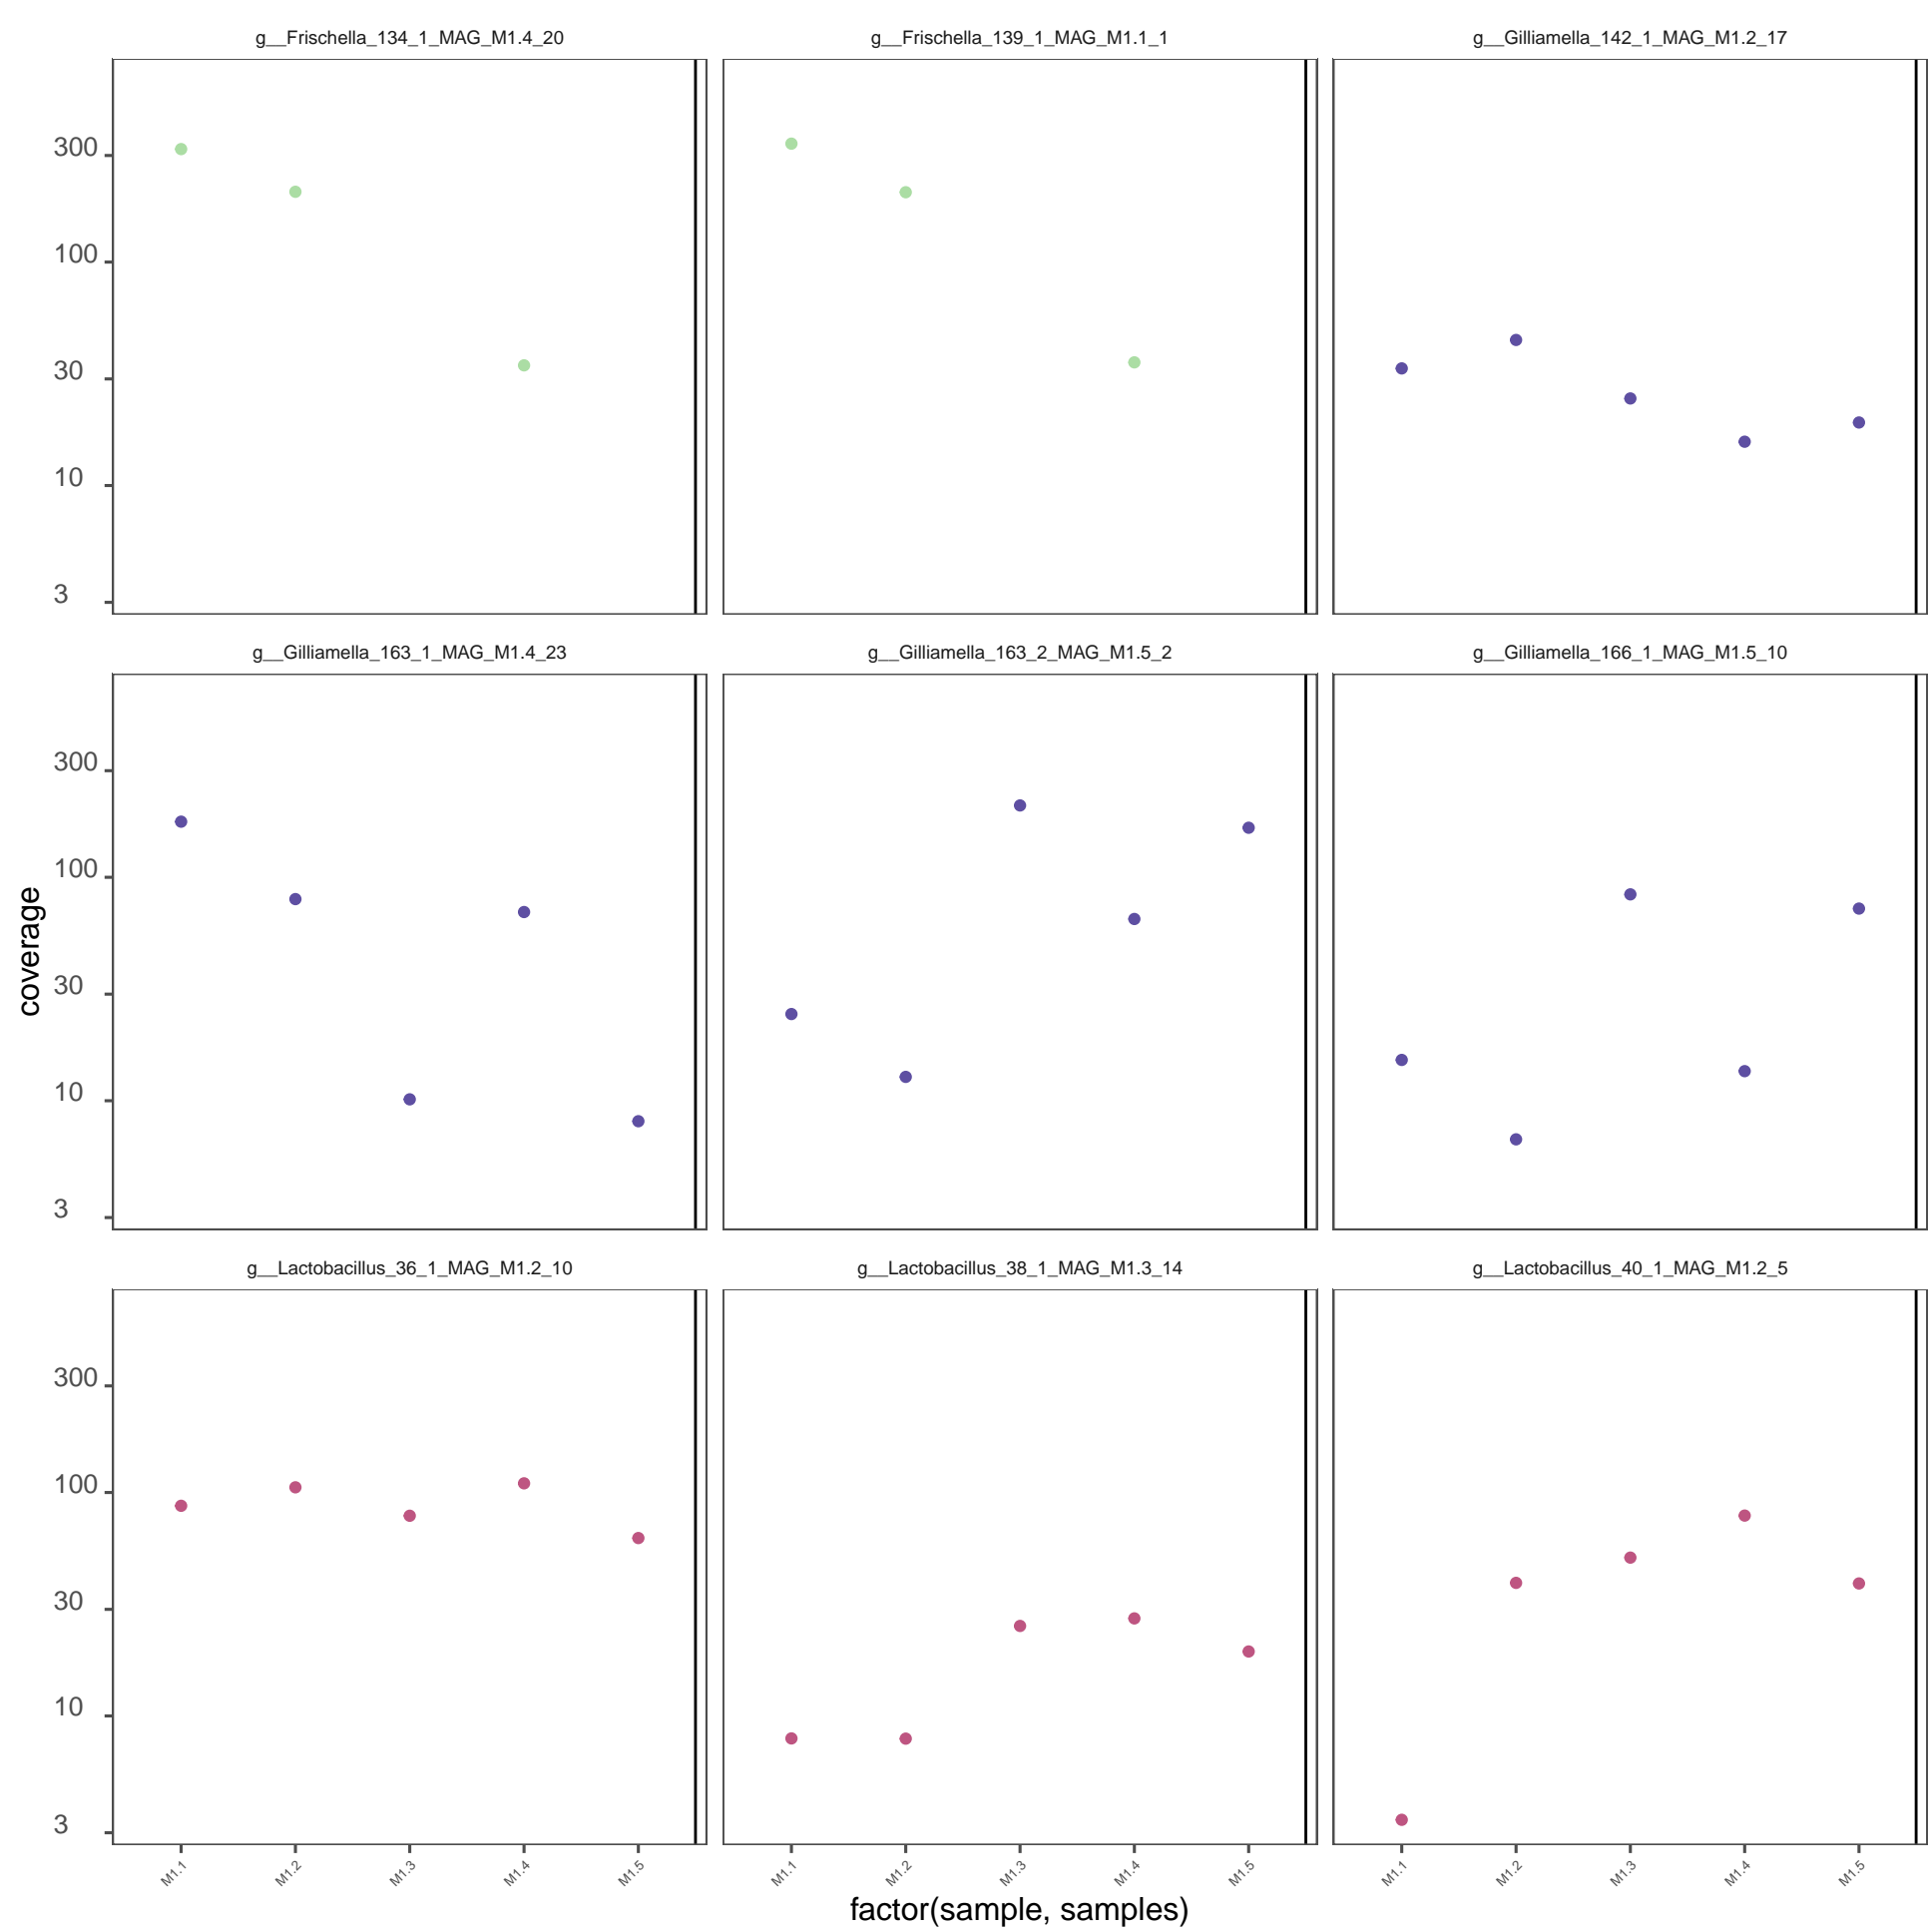 g__Frischella_134_1_MAG_M1.4_20 g__Frischella_139_1_MAG_M1.1_1 g__Gilliamella_142_1_MAG_M1.2_17
300
100
30
10
3
g__Gilliamella_163_1_MAG_M1.4_23 g__Gilliamella_163_2_MAG_M1.5_2 g__Gilliamella_166_1_MAG_M1.5_10
300
100
30
10
3
coverage
g__Lactobacillus_36_1_MAG_M1.2_10 g__Lactobacillus_38_1_MAG_M1.3_14 g__Lactobacillus_40_1_MAG_M1.2_5
300
100
30
10
3
M1.1 M1.2 M1.3 M1.4 M1.5 M1.1 M1.2 M1.3 M1.4 M1.5 M1.1 M1.2 M1.3 M1.4 M1.5
factor(sample, samples)